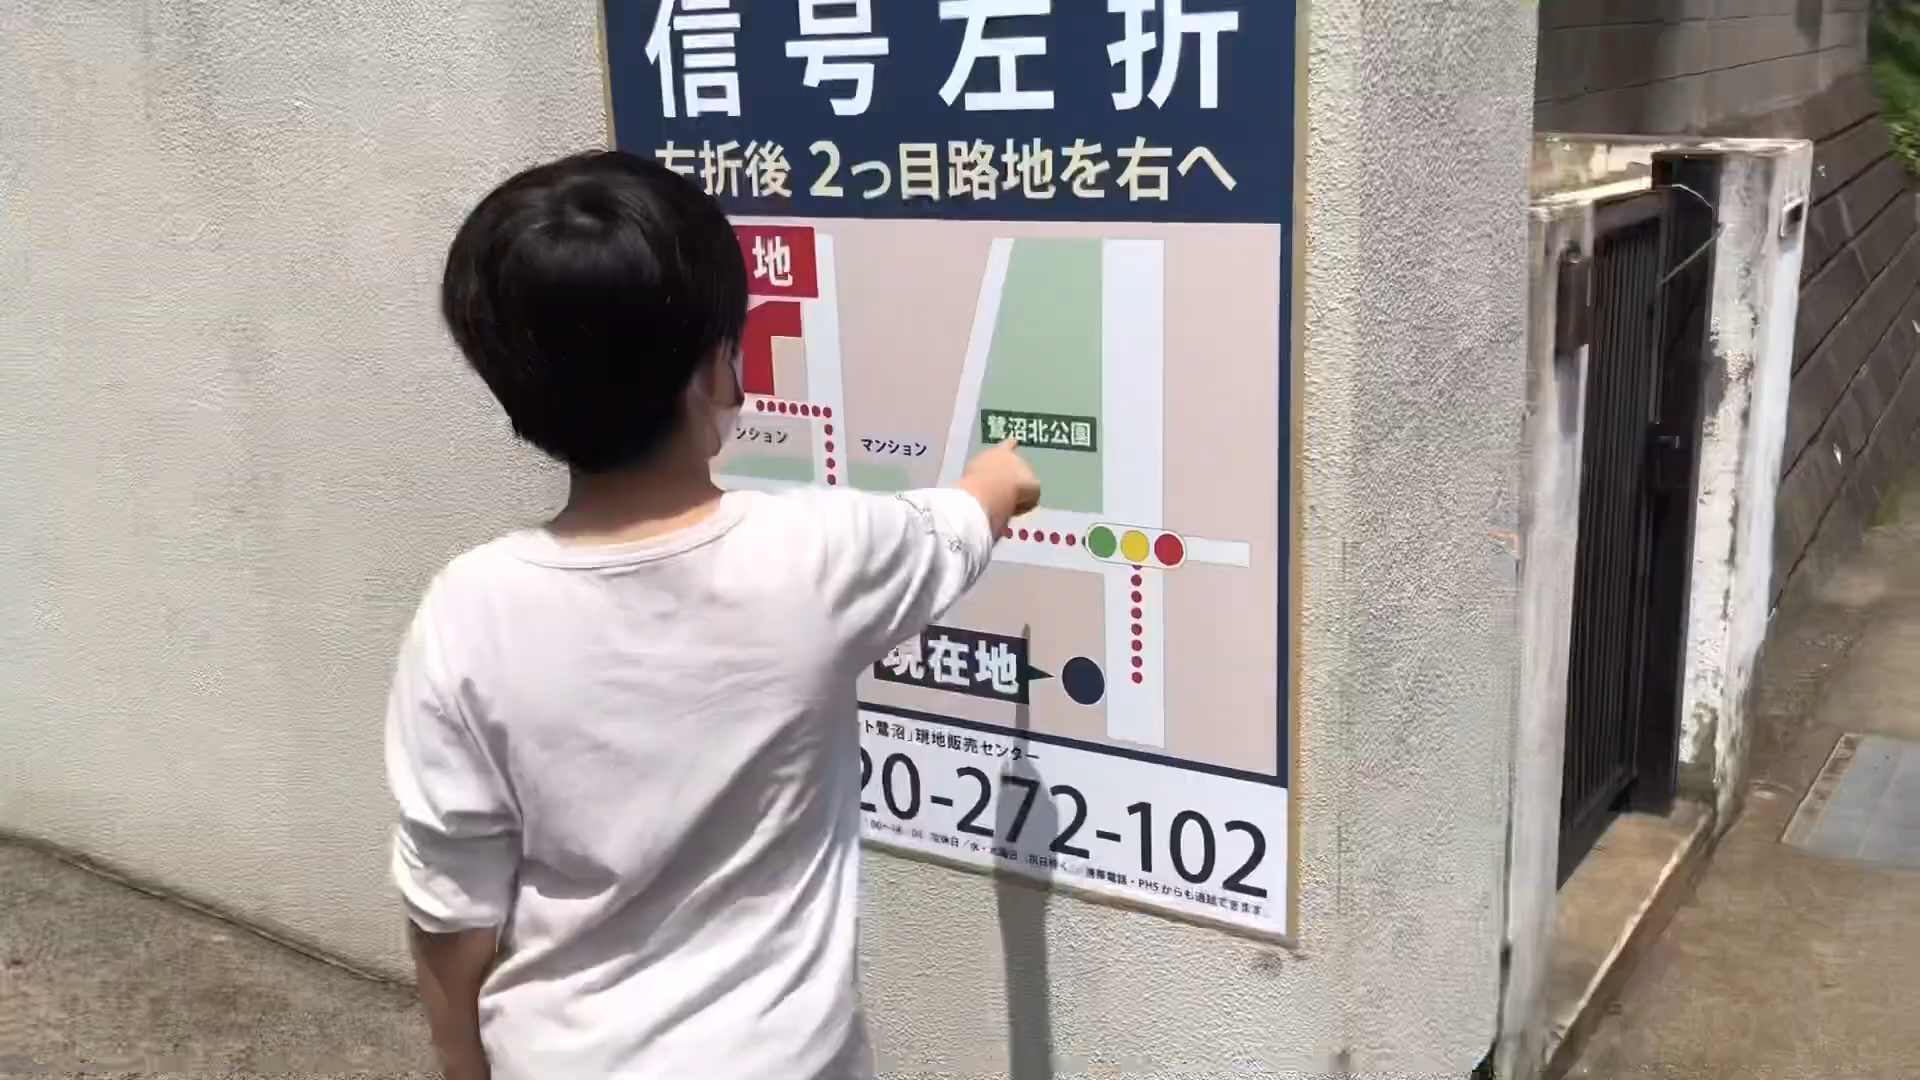 信号左折
左折後 2つ目路地を右へ
地
鷺沼北公園
ンション
マンション
現在地
ト鷺沼」現地販売センター
20-272-102
携帯電話・PHSからも通話できます。